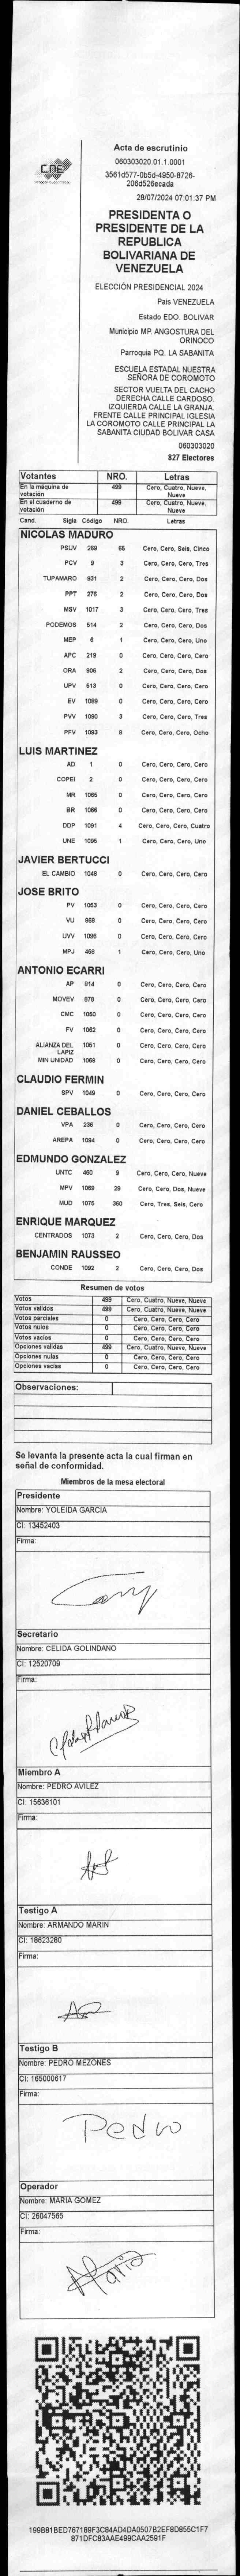 CNE
Acta de escrutinio
060303020.01.1.0001
3561d577-0b5d-4950-8726-
206d526ecada
28/07/2024 07:01:37 PM
PRESIDENTA O
PRESIDENTE DE LA
REPUBLICA
BOLIVARIANA DE
VENEZUELA
ELECCIÓN PRESIDENCIAL 2024
Pais VENEZUELA
Estado EDO. BOLIVAR
Municipio MP. ANGOSTURA DEL
ORINOCO
Parroquia PQ. LA SABANITA
ESCUELA ESTADAL NUESTRA
SEÑORA DE COROMOTO
SECTOR VUELTA DEL CACHO
DERECHA CALLE CARDOSO.
IZQUIERDA CALLE LA GRANJA.
FRENTE CALLE PRINCIPAL IGLESIA
LA COROMOTO CALLE PRINCIPAL LA
SABANITA CIUDAD BOLIVAR CASA
060303020
827 Electores
Votantes NRO. Letras
En la máquina de votación 499 Cero, Cuatro, Nueve, Nueve
En el cuaderno de votación 499 Cero, Cuatro, Nueve, Nueve
Cand. Sigla Código NRO. Letras
NICOLAS MADURO
PSUV 269 65 Cero, Cero, Seis, Cinco
PCV 9 3 Cero, Cero, Cero, Tres
TUPAMARO 931 2 Cero, Cero, Cero, Dos
PPT 276 2 Cero, Cero, Cero, Dos
MSV 1017 3 Cero, Cero, Cero, Tres
PODEMOS 514 2 Cero, Cero, Cero, Dos
MEP 6 1 Cero, Cero, Cero, Uno
APC 219 0 Cero, Cero, Cero, Cero
ORA 906 2 Cero, Cero, Cero, Dos
UPV 513 0 Cero, Cero, Cero, Cero
EV 1089 0 Cero, Cero, Cero, Cero
PVV 1090 3 Cero, Cero, Cero, Tres
PFV 1093 8 Cero, Cero, Cero, Ocho
LUIS MARTINEZ
AD 1 0 Cero, Cero, Cero, Cero
COPEI 2 0 Cero, Cero, Cero, Cero
MR 1065 0 Cero, Cero, Cero, Cero
BR 1066 0 Cero, Cero, Cero, Cero
DDP 1091 4 Cero, Cero, Cero, Cuatro
UNE 1095 1 Cero, Cero, Cero, Uno
JAVIER BERTUCCI
EL CAMBIO 1048 0 Cero, Cero, Cero, Cero
JOSE BRITO
PV 1053 0 Cero, Cero, Cero, Cero
VU 868 0 Cero, Cero, Cero, Cero
UVV 1096 0 Cero, Cero, Cero, Cero
MPJ 468 1 Cero, Cero, Cero, Uno
ANTONIO ECARRI
AP 814 0 Cero, Cero, Cero, Cero
MOVEV 878 0 Cero, Cero, Cero, Cero
CMC 1050 0 Cero, Cero, Cero, Cero
FV 1052 0 Cero, Cero, Cero, Cero
ALIANZA DEL LAPIZ 1051 0 Cero, Cero, Cero, Cero
MIN UNIDAD 1068 0 Cero, Cero, Cero, Cero
CLAUDIO FERMIN
SPV 1049 0 Cero, Cero, Cero, Cero
DANIEL CEBALLOS
VPA 236 0 Cero, Cero, Cero, Cero
AREPA 1094 0 Cero, Cero, Cero, Cero
EDMUNDO GONZALEZ
UNTC 460 9 Cero, Cero, Cero, Nueve
MPV 1069 29 Cero, Cero, Dos, Nueve
MUD 1075 360 Cero, Tres, Seis, Cero
ENRIQUE MARQUEZ
CENTRADOS 1073 2 Cero, Cero, Cero, Dos
BENJAMIN RAUSSEO
CONDE 1092 2 Cero, Cero, Cero, Dos
Resumen de votos
Votos 499 Cero, Cuatro, Nueve, Nueve
Votos validos 499 Cero, Cuatro, Nueve, Nueve
Votos parciales 0 Cero, Cero, Cero, Cero
Votos nulos 0 Cero, Cero, Cero, Cero
Votos vacios 0 Cero, Cero, Cero, Cero
Opciones validas 499 Cero, Cuatro, Nueve, Nueve
Opciones nulas 0 Cero, Cero, Cero, Cero
Opciones vacias 0 Cero, Cero, Cero, Cero
Observaciones:
Se levanta la presente acta la cual firman en
señal de conformidad.
Miembros de la mesa electoral
Presidente
Nombre: YOLEIDA GARCIA
CI: 13452403
Firma:
Secretario
Nombre: CELIDA GOLINDANO
CI: 12520709
Firma:
Miembro A
Nombre: PEDRO AVILEZ
CI: 15636101
Firma:
Testigo A
Nombre: ARMANDO MARIN
CI: 18623280
Firma:
Testigo B
Nombre: PEDRO MEZONES
CI: 165000617
Firma:
Pedro
Operador
Nombre: MARIA GOMEZ
CI: 26047565
Firma:
Maria
199B81BED767189F3C84AD4DA0507B2EF8D855C1F7
871DFC83AAE499CAA2591F